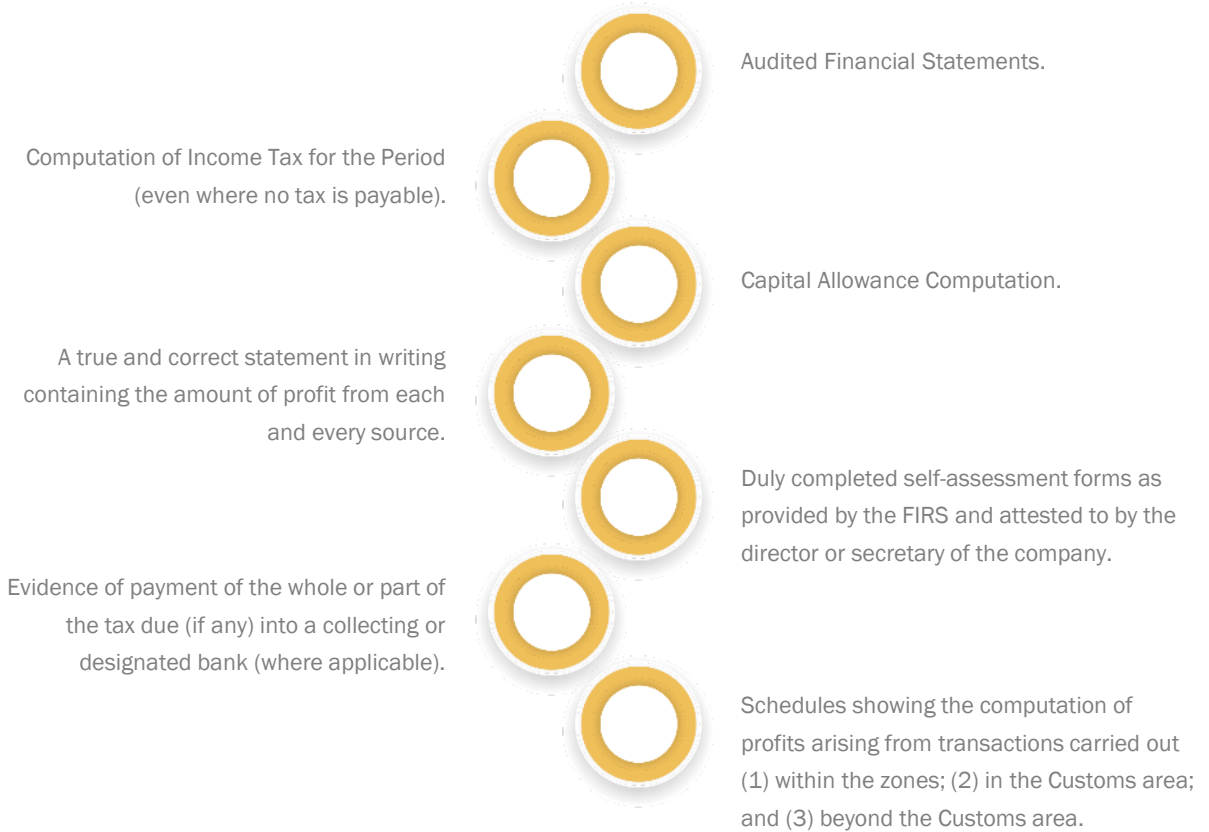 Audited Financial Statements.
Computation of Income Tax for the Period
(even where no tax is payable).
Capital Allowance Computation.
A true and correct statement in writing
containing the amount of profit from each
and every source.
Duly completed self-assessment forms as
provided by the FIRS and attested to by the
director or secretary of the company.
Evidence of payment of the whole or part of
the tax due (if any) into a collecting or
designated bank (where applicable).
Schedules showing the computation of
profits arising from transactions carried out
(1) within the zones; (2) in the Customs area;
and (3) beyond the Customs area.